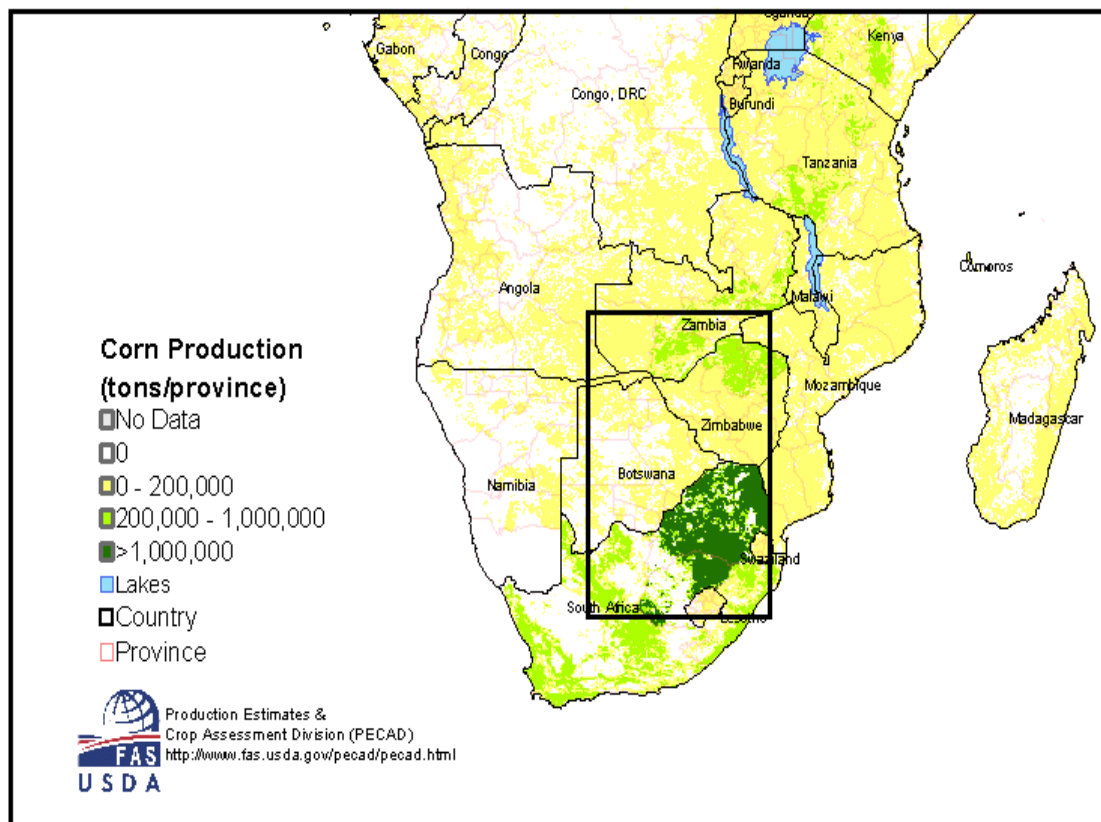 Uganda
Kenya
Gabon
Congo
Rwanda
Congo, DRC
Burundi
Tanzania
Comoros
Angola
Malawi
Zambia
Mozambique
Madagascar
Zimbabwe
Botswana
Namibia
Swaziland
South Africa
Lesotho
Corn Production
(tons/province)
No Data
0
0 - 200,000
200,000 - 1,000,000
>1,000,000
Lakes
Country
Province
Production Estimates &
Crop Assessment Division (PECAD)
http://www.fas.usda.gov/pecad/pecad.html
FAS
USDA